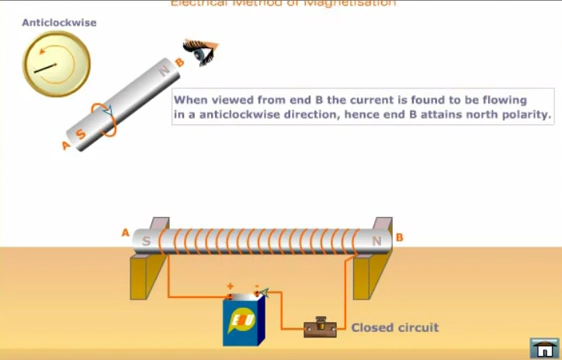 Electrical Method of Magnetisation
Anticlockwise
B
N
When viewed from end B the current is found to be flowing
in a anticlockwise direction, hence end B attains north polarity.
S
A
A
S
N
B
+
-
Closed circuit